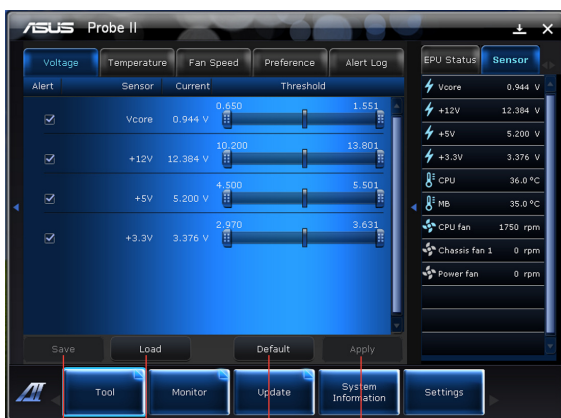 ASUS Probe II
Voltage Temperature Fan Speed Preference Alert Log
Alert Sensor Current Threshold
Vcore 0.944 V 0.650 1.551
+12V 12.384 V 10.200 13.801
+5V 5.200 V 4.500 5.501
+3.3V 3.376 V 2.970 3.631
Save Load Default Apply
EPU Status Sensor
Vcore 0.944 V
+12V 12.384 V
+5V 5.200 V
+3.3V 3.376 V
CPU 36.0 ºC
MB 35.0 ºC
CPU fan 1750 rpm
Chassis fan 1 0 rpm
Power fan 0 rpm
AI Tool Monitor Update System Information Settings